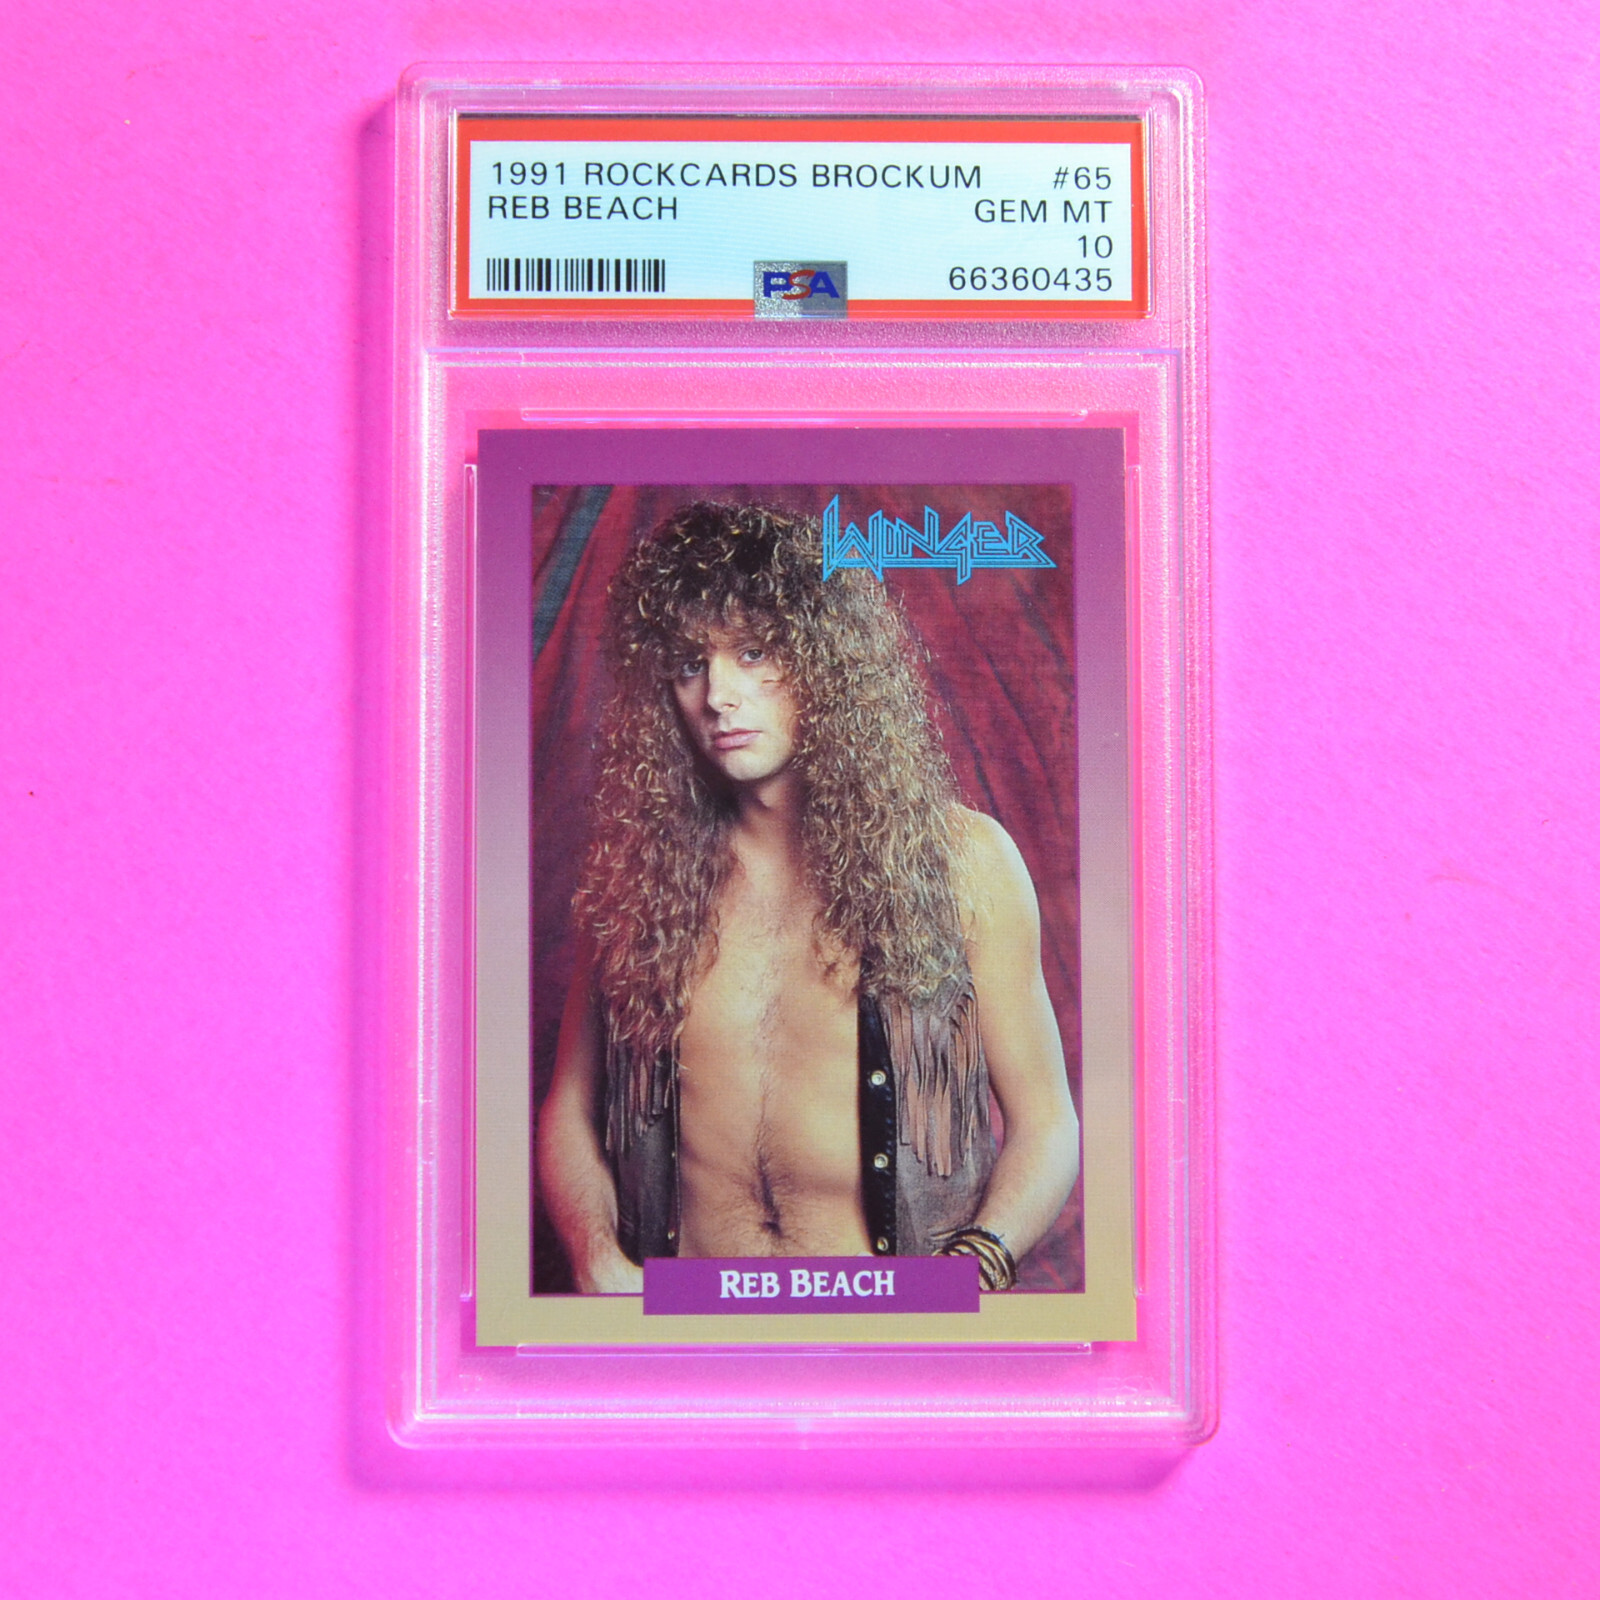 1991 ROCKCARDS BROCKUM #65
REB BEACH GEM MT
10
PSA 66360435
WINGER
REB BEACH